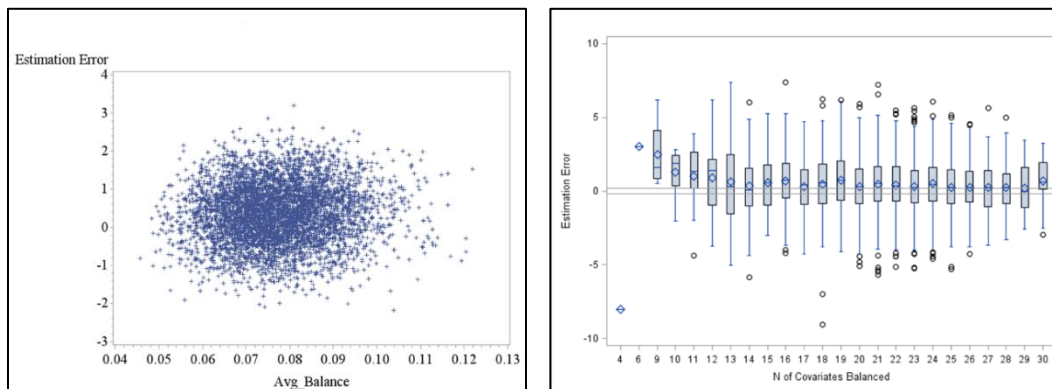 Estimation Error
4
3
2
1
0
-1
-2
-3
0.04 0.05 0.06 0.07 0.08 0.09 0.10 0.11 0.12 0.13
Avg_Balance
10
5
0
-5
-10
Estimation Error
4 6 9 10 11 12 13 14 15 16 17 18 19 20 21 22 23 24 25 26 27 28 29 30
N of Covariates Balanced